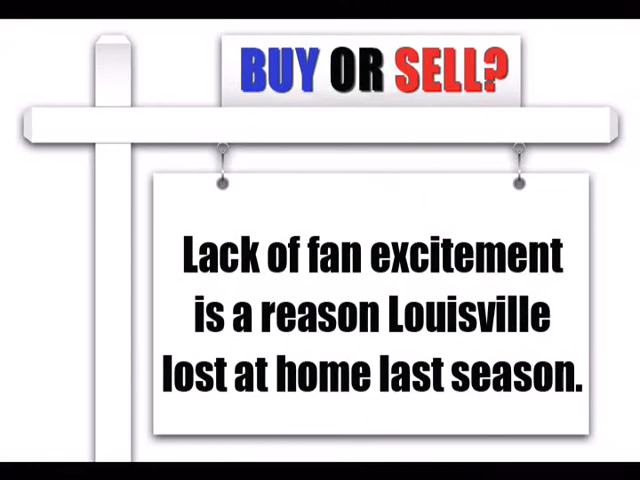 BUY OR SELL?
Lack of fan excitement
is a reason Louisville
lost at home last season.